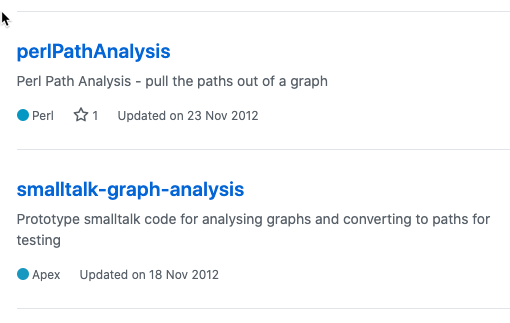 perlPathAnalysis
Perl Path Analysis - pull the paths out of a graph
Perl 1 Updated on 23 Nov 2012
smalltalk-graph-analysis
Prototype smalltalk code for analysing graphs and converting to paths for
testing
Apex Updated on 18 Nov 2012